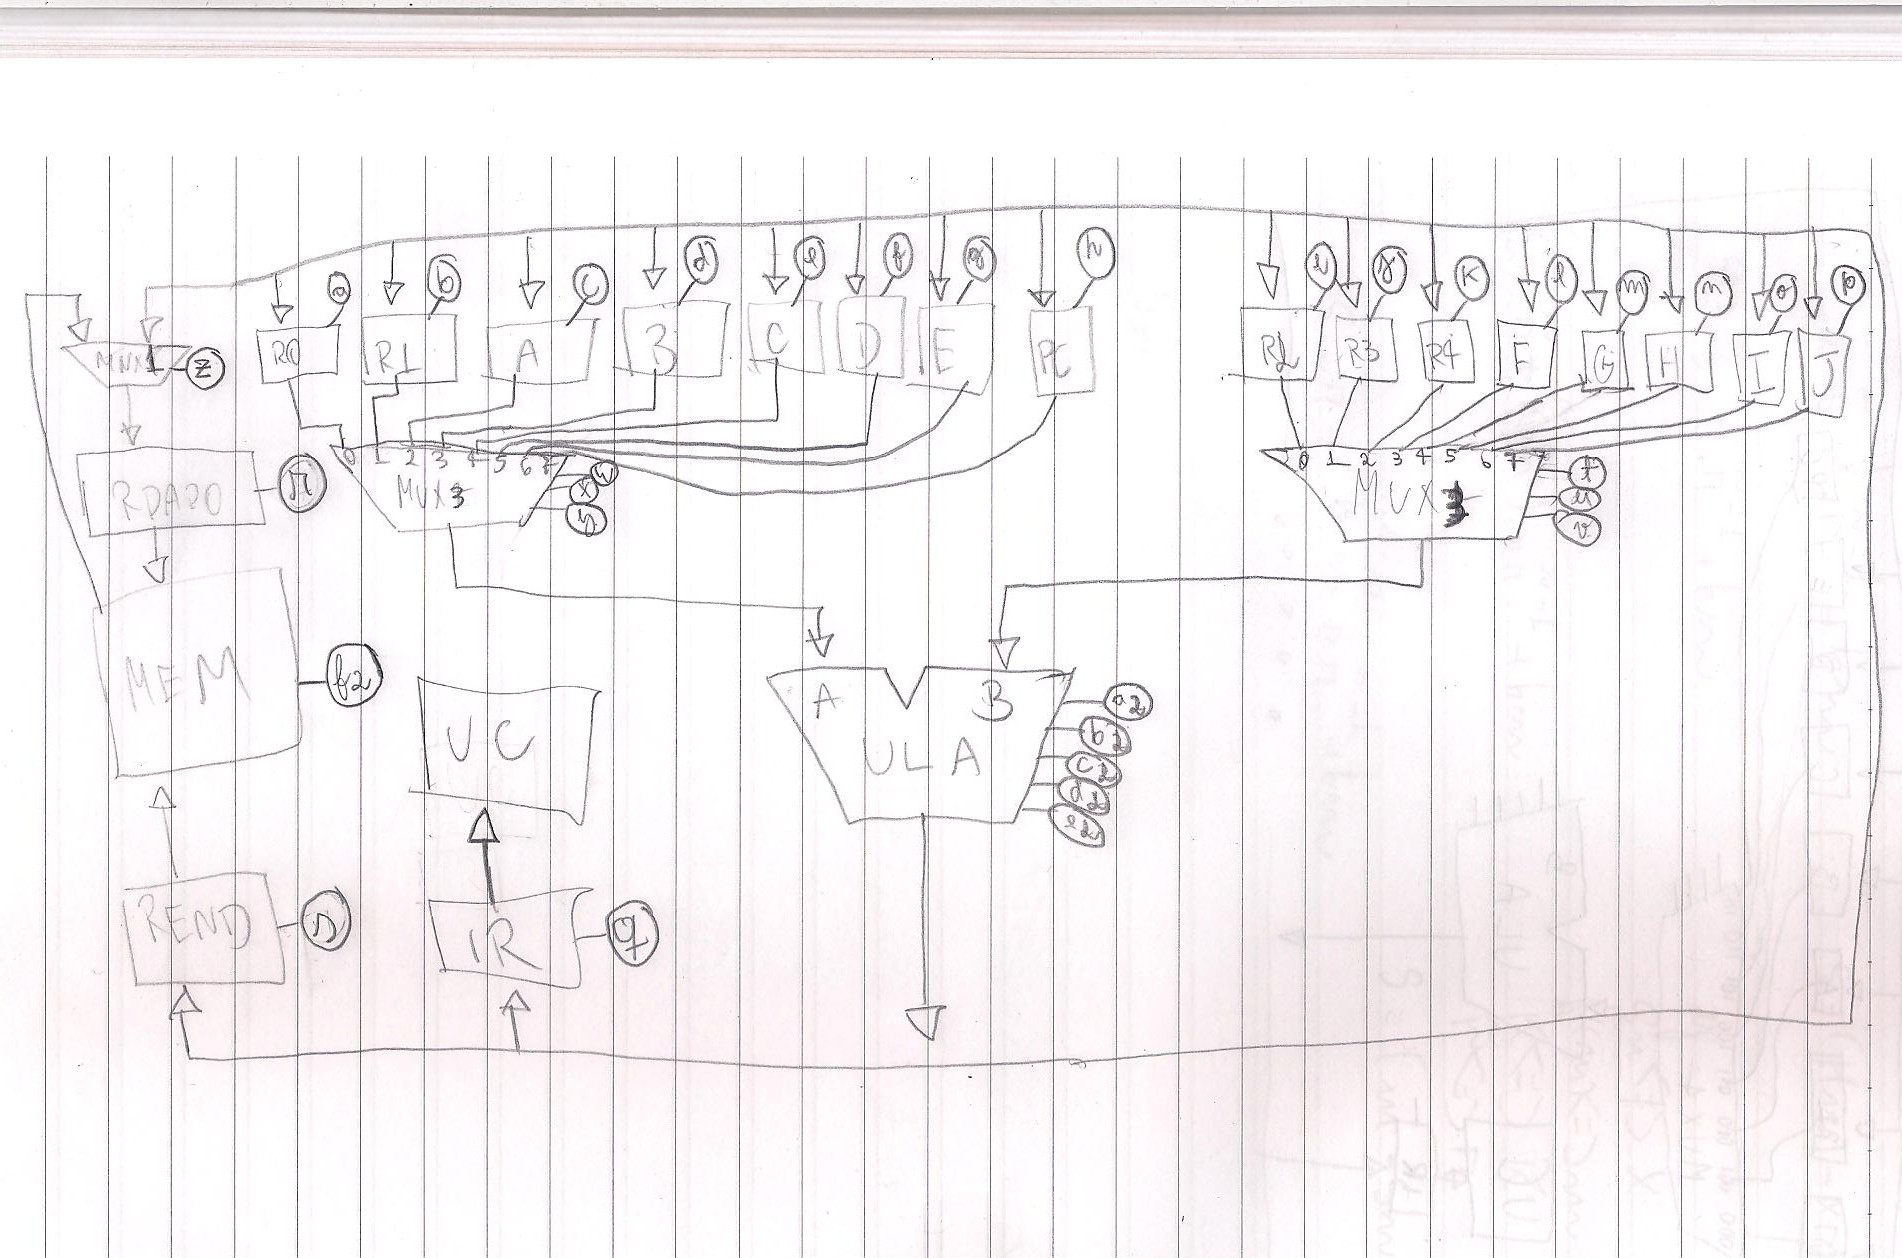 a b c d e f g h i j k l m n o p
MUX1 z R0 R1 A B C D E PC R2 R3 R4 F G H I J
0 1 2 3 4 5 6 7 w 0 1 2 3 4 5 6 7 t
RDADO r MUX3 x MUX3 u
y v
MEM f2 A B a2
UC ULA b2
c2
d2
e2
REND s IR q